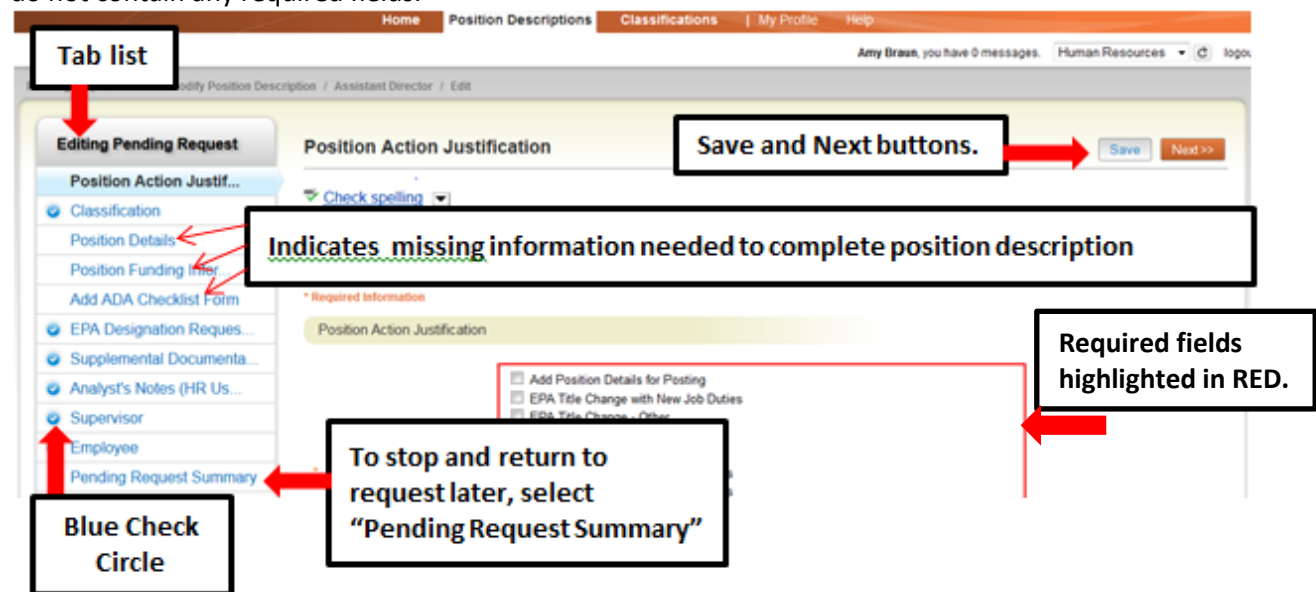 do not contain any required fields.
Home Position Descriptions Classifications | My Profile Help
Tab list
Amy Braun, you have 0 messages. Human Resources logou
odify Position Description / Assistant Director / Edit
Editing Pending Request
Position Action Justification
Save and Next buttons.
Save Next >>
Position Action Justif...
Check spelling
Classification
Position Details
Indicates missing information needed to complete position description
Position Funding Infor...
Add ADA Checklist Form
* Required Information
EPA Designation Reques...
Position Action Justification
Required fields
highlighted in RED.
Supplemental Documenta...
Add Position Details for Posting
Analyst's Notes (HR Us...
EPA Title Change with New Job Duties
Supervisor
EPA Title Change - Other
Employee
To stop and return to
request later, select
"Pending Request Summary"
Pending Request Summary
Blue Check
Circle